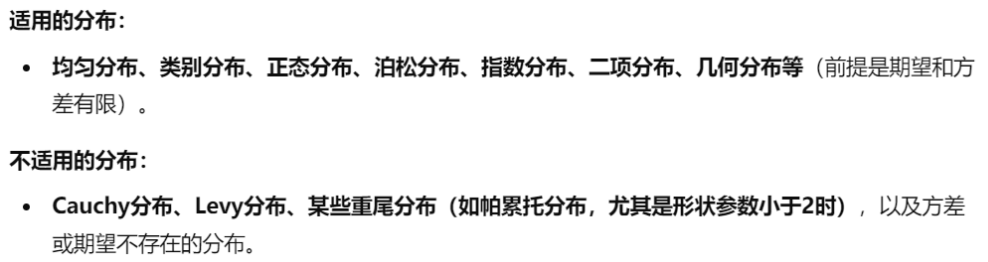 适用的分布：
• 均匀分布、类别分布、正态分布、泊松分布、指数分布、二项分布、几何分布等（前提是期望和方
差有限）。
不适用的分布：
• Cauchy分布、Levy分布、某些重尾分布（如帕累托分布，尤其是形状参数小于2时），以及方差
或期望不存在的分布。